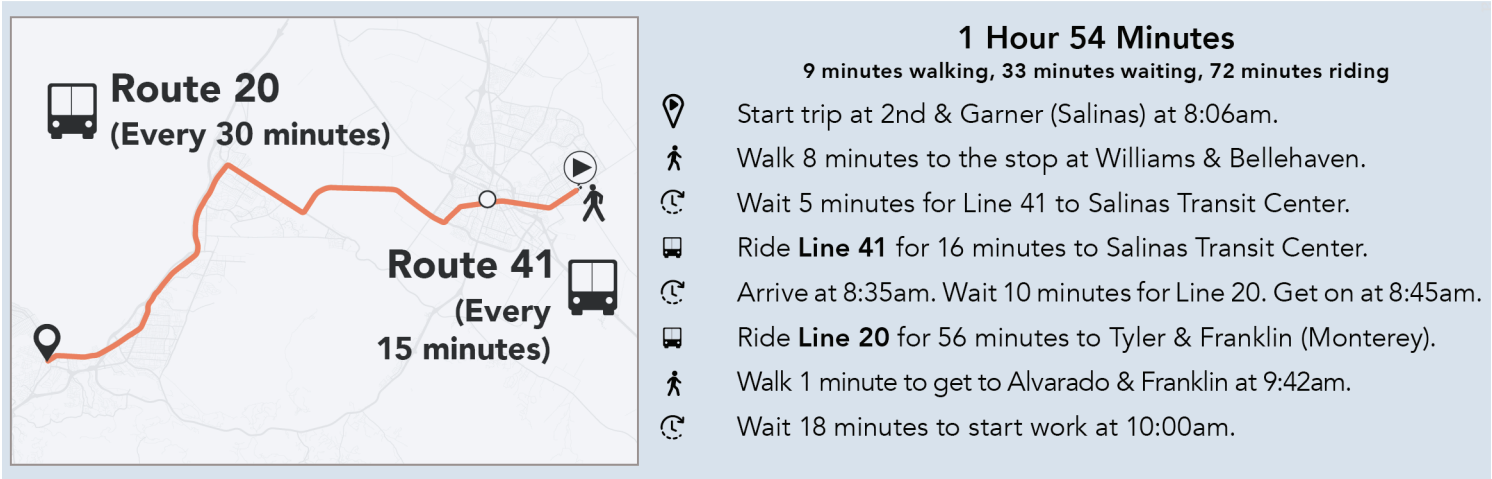 Route 20
(Every 30 minutes)
Route 41
(Every
15 minutes)
1 Hour 54 Minutes
9 minutes walking, 33 minutes waiting, 72 minutes riding
Start trip at 2nd & Garner (Salinas) at 8:06am.
Walk 8 minutes to the stop at Williams & Bellehaven.
Wait 5 minutes for Line 41 to Salinas Transit Center.
Ride Line 41 for 16 minutes to Salinas Transit Center.
Arrive at 8:35am. Wait 10 minutes for Line 20. Get on at 8:45am.
Ride Line 20 for 56 minutes to Tyler & Franklin (Monterey).
Walk 1 minute to get to Alvarado & Franklin at 9:42am.
Wait 18 minutes to start work at 10:00am.